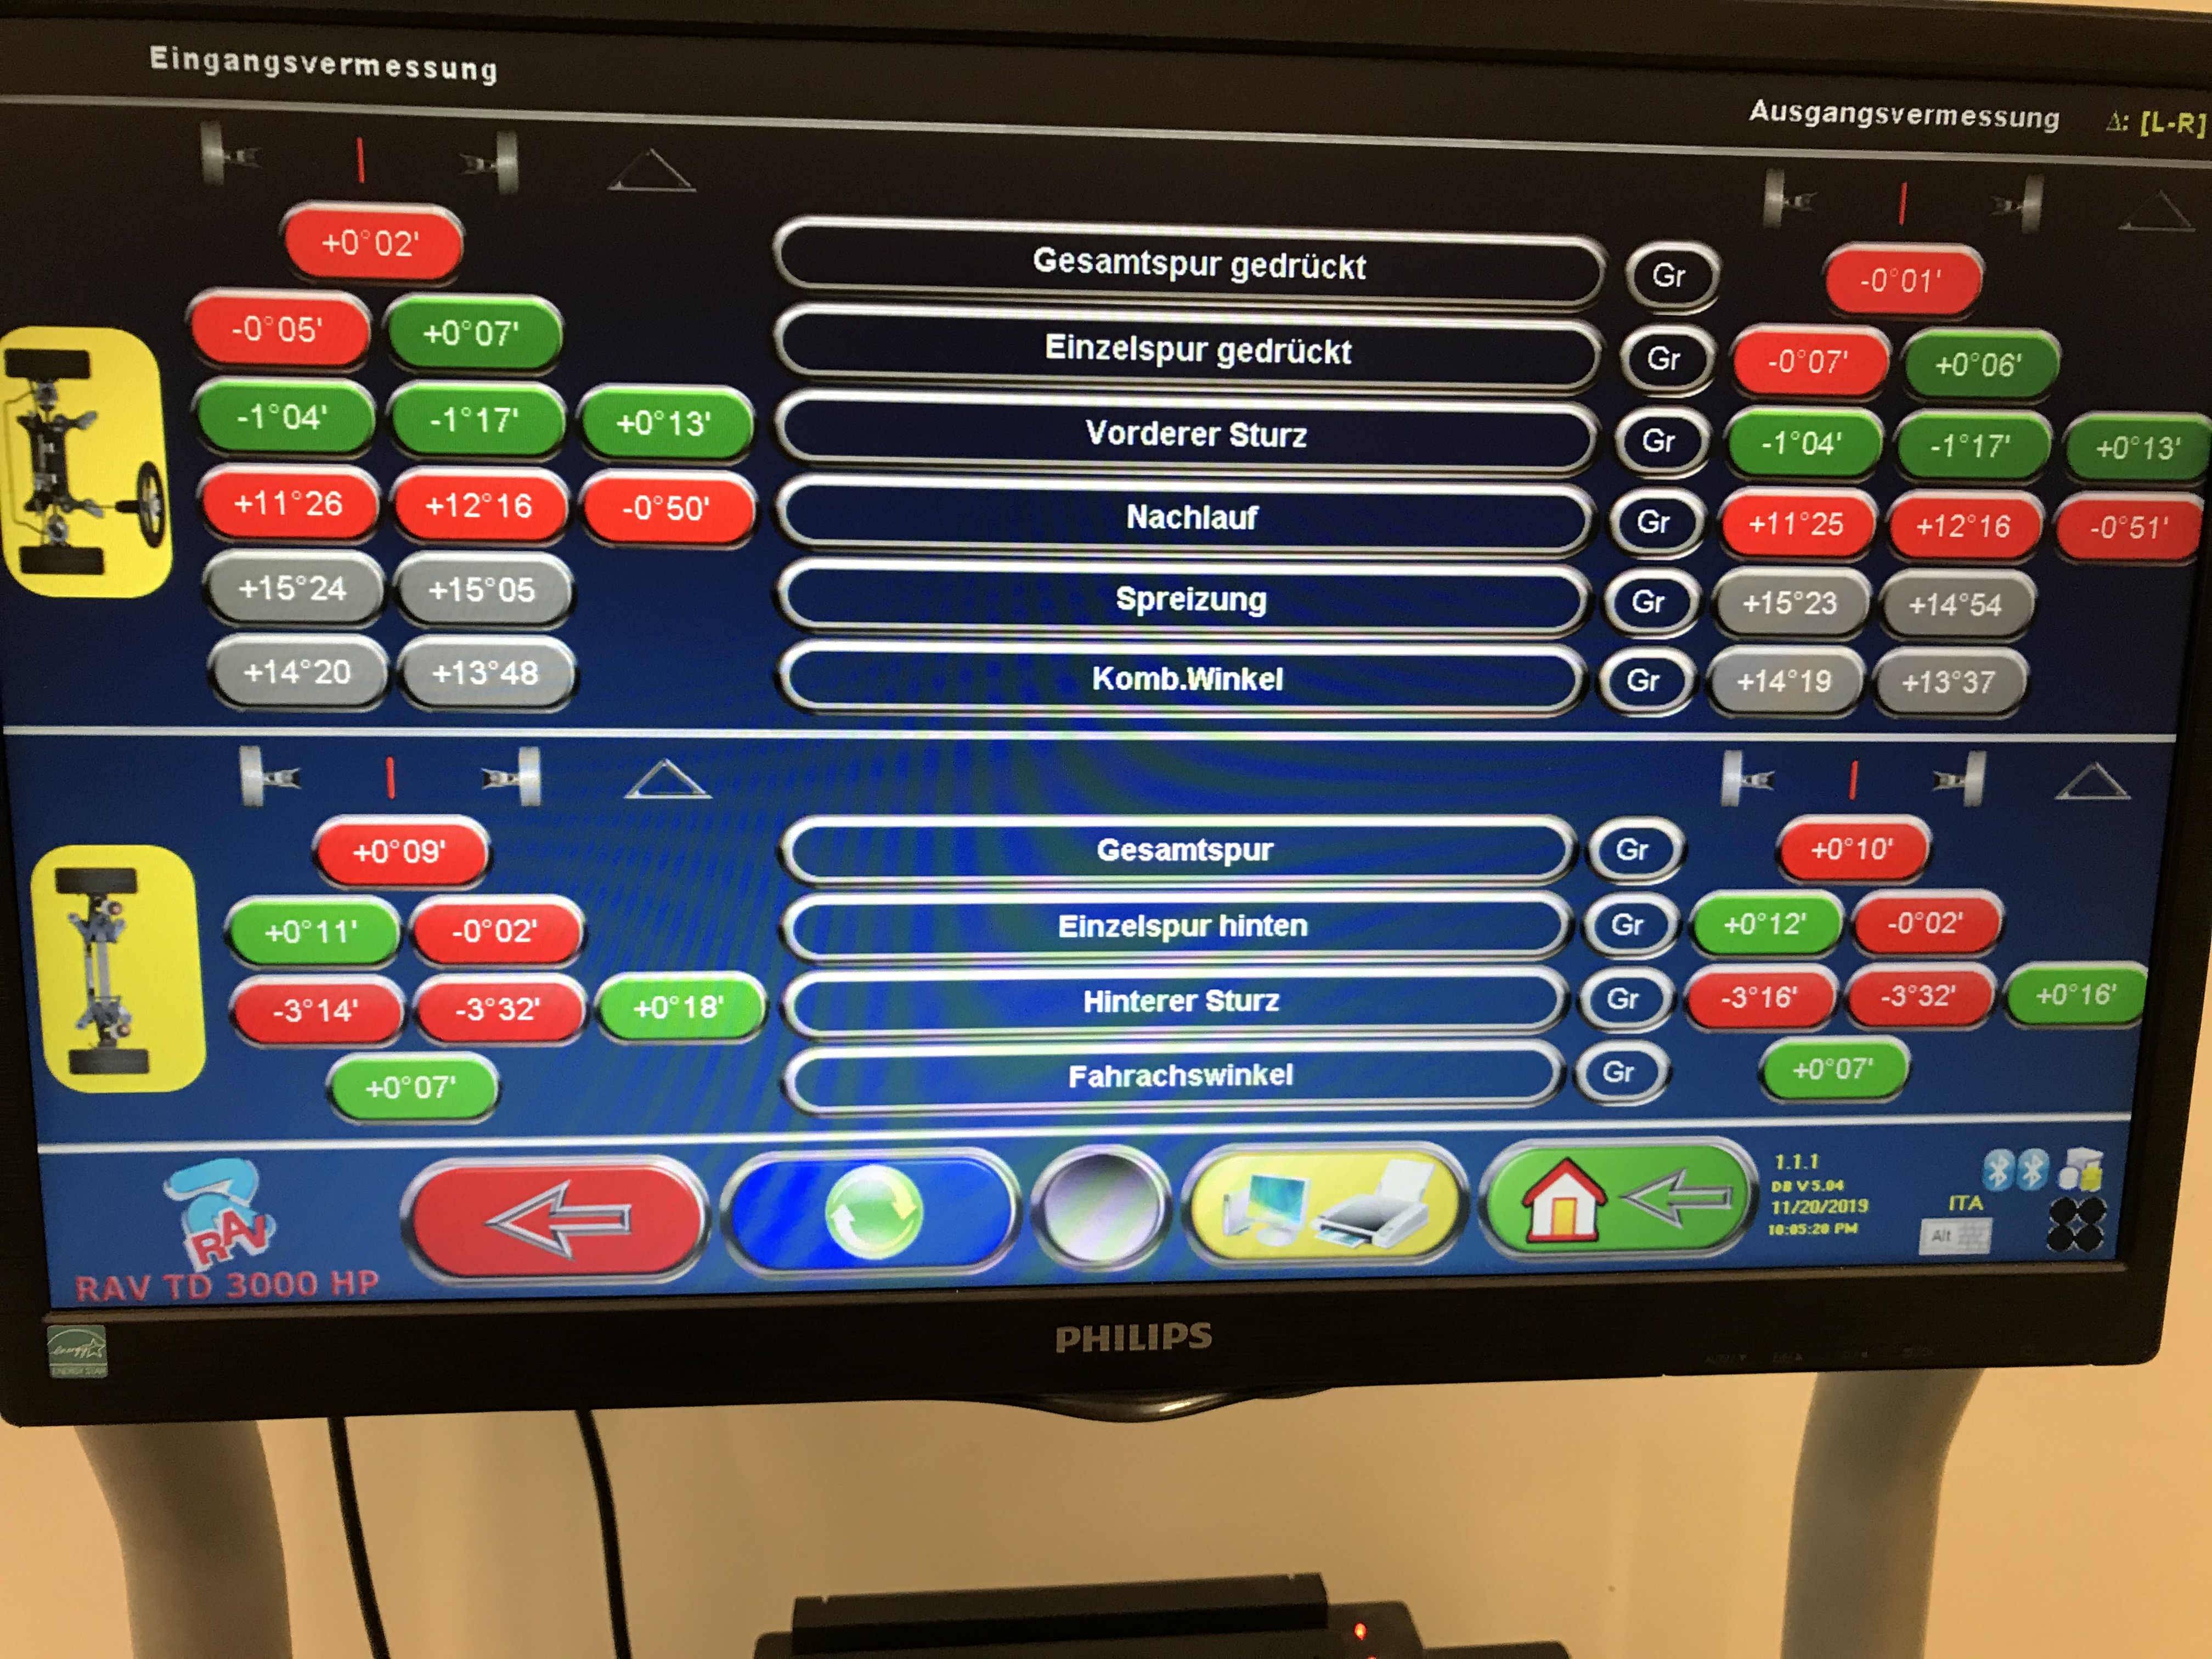 Eingangsvermessung
Ausgangsvermessung Δ: [L-R]
+0°02' Gesamtspur gedrückt Gr -0°01'
-0°05' +0°07' Einzelspur gedrückt Gr -0°07' +0°06'
-1°04' -1°17' +0°13' Vorderer Sturz Gr -1°04' -1°17' +0°13'
+11°26 +12°16 -0°50' Nachlauf Gr +11°25 +12°16 -0°51'
+15°24 +15°05 Spreizung Gr +15°23 +14°54
+14°20 +13°48 Komb.Winkel Gr +14°19 +13°37
+0°09' Gesamtspur Gr +0°10'
+0°11' -0°02' Einzelspur hinten Gr +0°12' -0°02'
-3°14' -3°32' +0°18' Hinterer Sturz Gr -3°16' -3°32' +0°16'
+0°07' Fahrachswinkel Gr +0°07'
RAV
RAV TD 3000 HP
1.1.1
DB V 5.04
11/20/2019
10:05:20 PM
ITA
Alt
PHILIPS
energy
ENERGY STAR